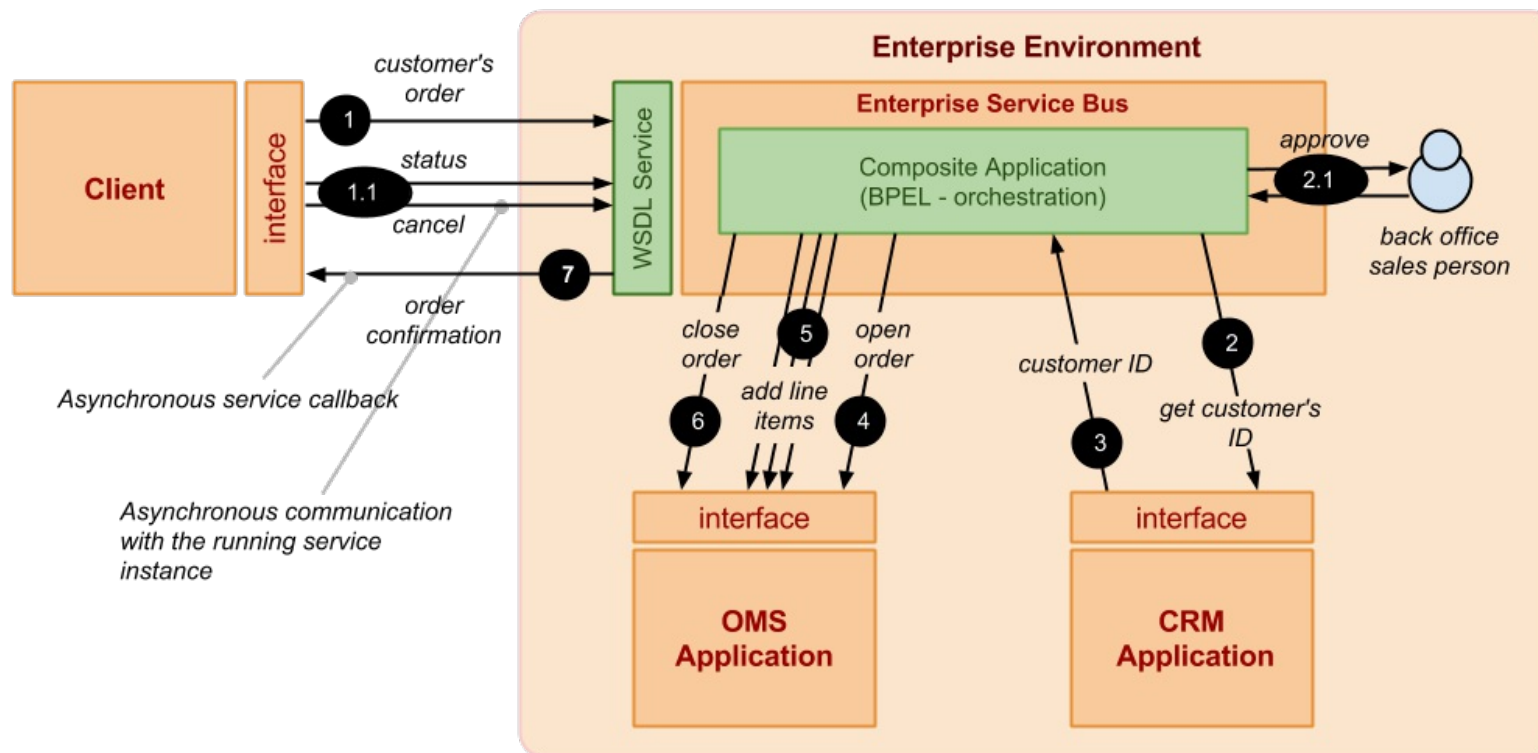 Enterprise Environment
customer's
order
1
status
1.1
cancel
7
order
confirmation
Client
interface
WSDL Service
Enterprise Service Bus
Composite Application
(BPEL - orchestration)
approve
2.1
back office
sales person
close
order
6
5
add line
items
open
order
4
customer ID
3
2
get customer's
ID
Asynchronous service callback
Asynchronous communication
with the running service
instance
interface
OMS
Application
interface
CRM
Application